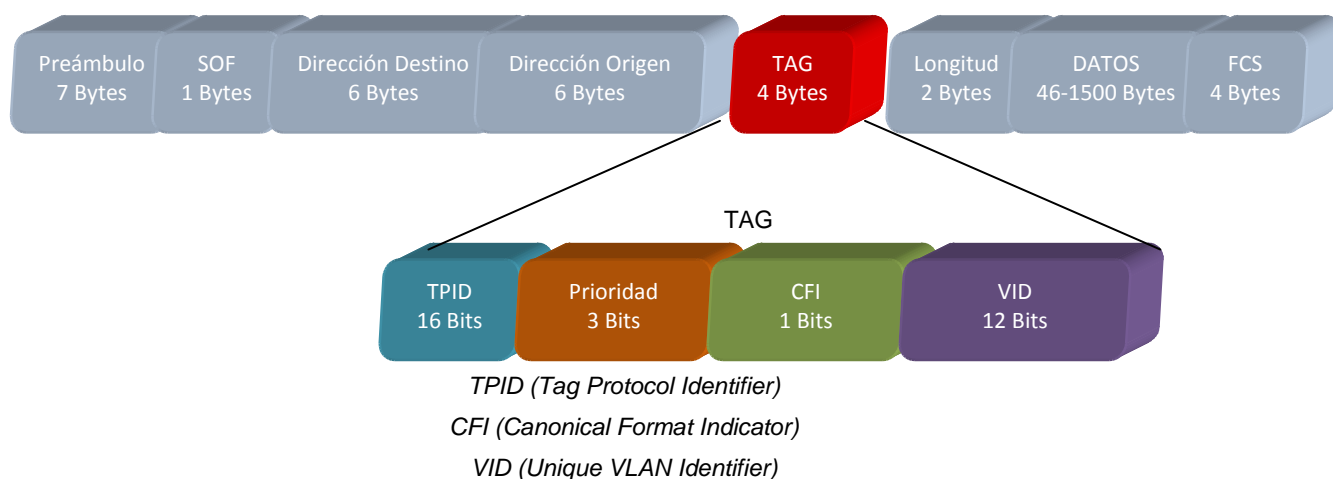 Preámbulo
7 Bytes
SOF
1 Bytes
Dirección Destino
6 Bytes
Dirección Origen
6 Bytes
TAG
4 Bytes
Longitud
2 Bytes
DATOS
46-1500 Bytes
FCS
4 Bytes
TAG
TPID
16 Bits
Prioridad
3 Bits
CFI
1 Bits
VID
12 Bits
TPID (Tag Protocol Identifier)
CFI (Canonical Format Indicator)
VID (Unique VLAN Identifier)